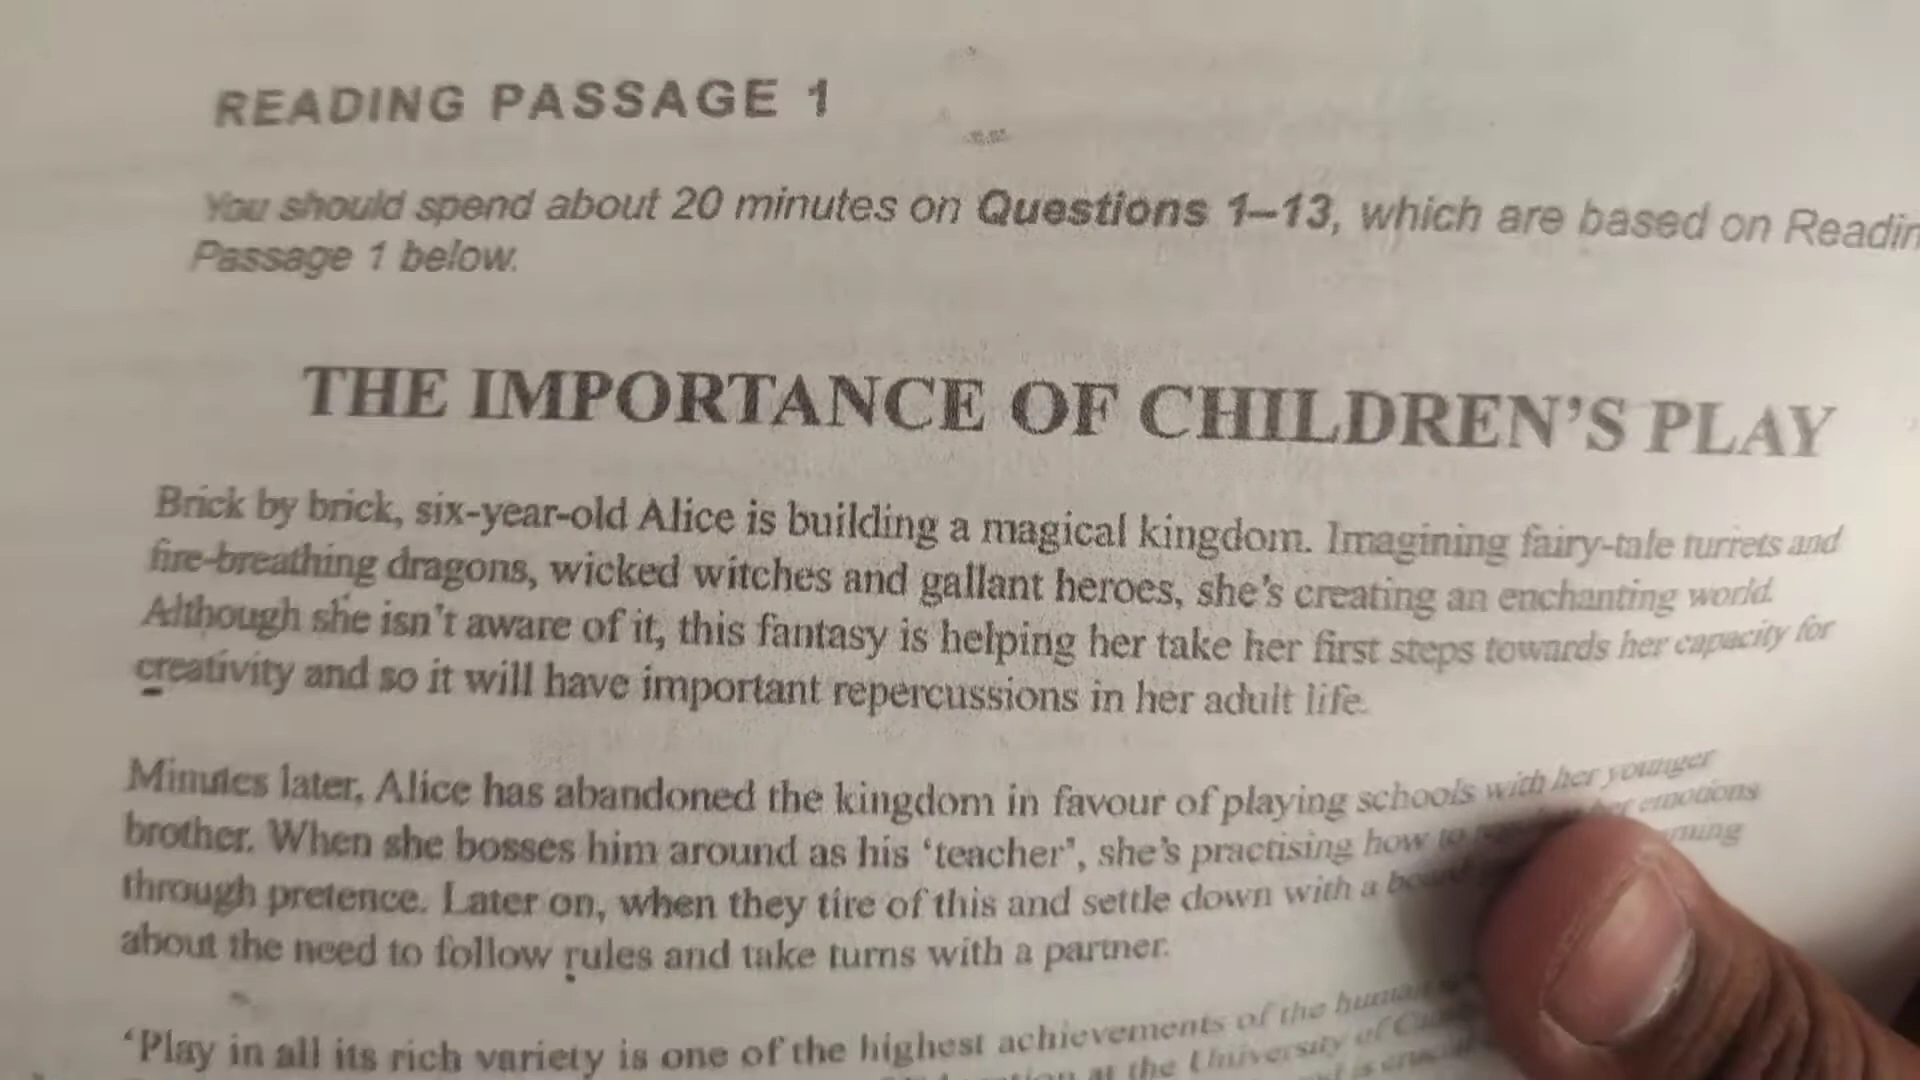 READING PASSAGE 1
You should spend about 20 minutes on Questions 1–13, which are based on Readin
Passage 1 below.
THE IMPORTANCE OF CHILDREN'S PLAY
Brick by brick, six-year-old Alice is building a magical kingdom. Imagining fairy-tale turrets and
fire-breathing dragons, wicked witches and gallant heroes, she's creating an enchanting world.
Although she isn't aware of it, this fantasy is helping her take her first steps towards her capacity for
creativity and so it will have important repercussions in her adult life.
Minutes later, Alice has abandoned the kingdom in favour of playing schools with her younger
brother. When she bosses him around as his 'teacher', she's practising how to her emotions
through pretence. Later on, when they tire of this and settle down with a
about the need to follow rules and take turns with a partner.
'Play in all its rich variety is one of the highest achievements of the human
at the University of